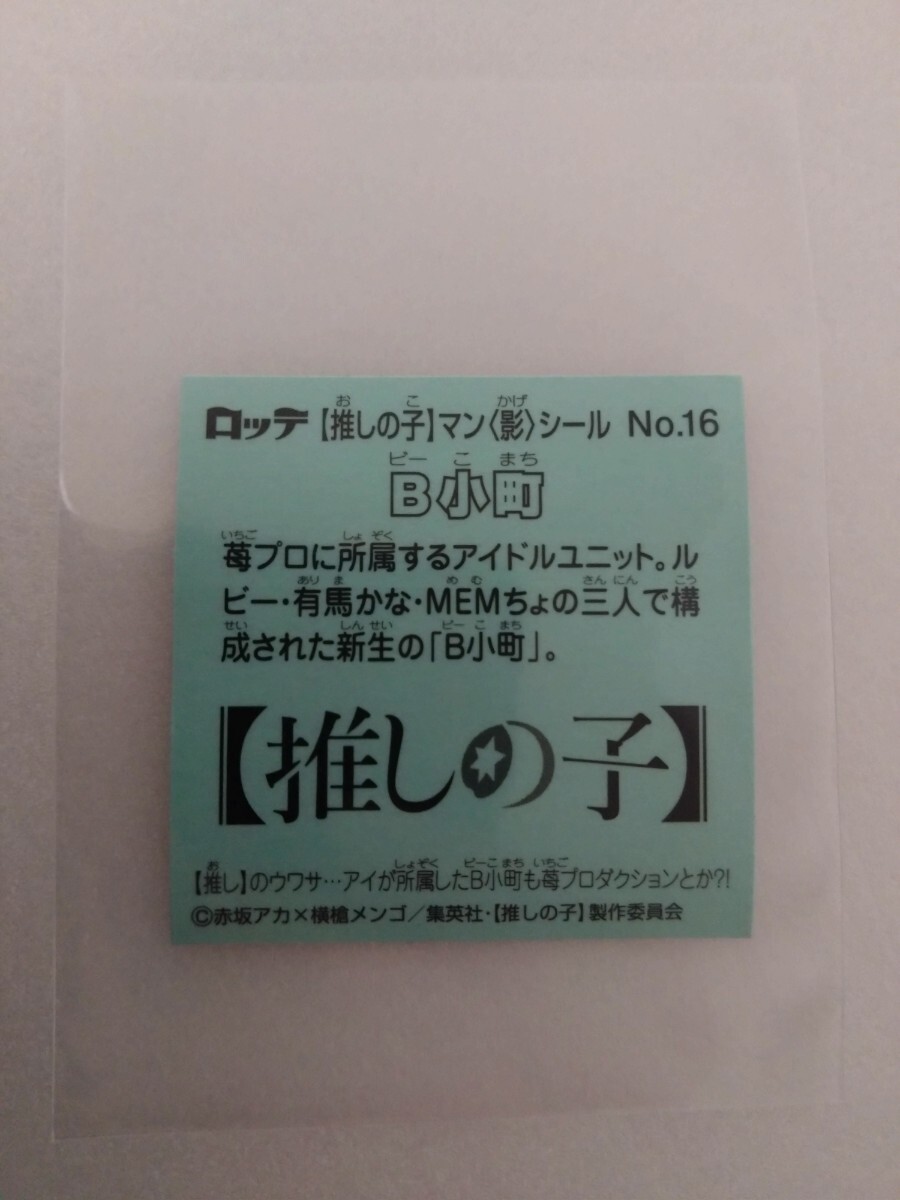 ロッテ 【推しの子】マン〈影〉シール No.16
B小町
苺プロに所属するアイドルユニット。ル
ビー・有馬かな・MEMちょの三人で構
成された新生の「B小町」。
【推しの子】
【推し】のウワサ…アイが所属したB小町も苺プロダクションとか?!
©赤坂アカ×横槍メンゴ／集英社・【推しの子】製作委員会